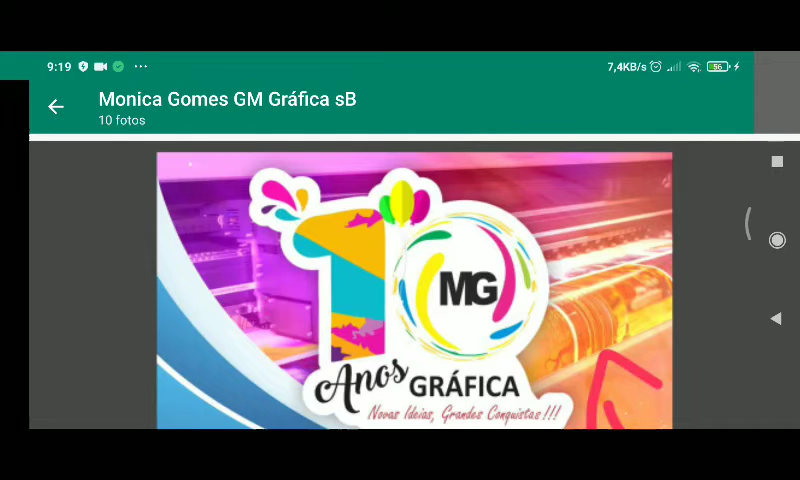 9:19 7,4KB/s 56
Monica Gomes GM Gráfica sB
10 fotos
10
MG
Anos GRÁFICA
Novas Ideias, Grandes Conquistas!!!